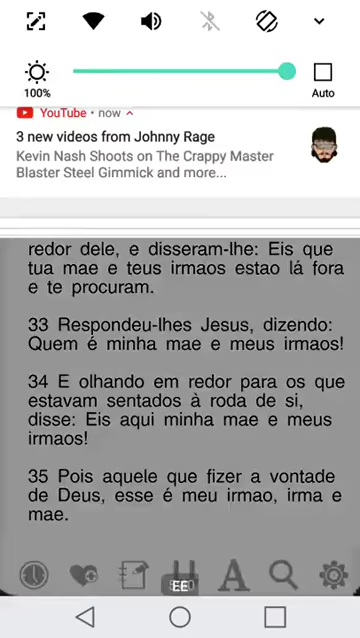 100%
Auto
YouTube • now
3 new videos from Johnny Rage
Kevin Nash Shoots on The Crappy Master
Blaster Steel Gimmick and more...
redor dele, e disseram-lhe: Eis que
tua mae e teus irmaos estao lá fora
e te procuram.
33 Respondeu-lhes Jesus, dizendo:
Quem é minha mae e meus irmaos!
34 E olhando em redor para os que
estavam sentados à roda de si,
disse: Eis aqui minha mae e meus
irmaos!
35 Pois aquele que fizer a vontade
de Deus, esse é meu irmao, irma e
mae.
A